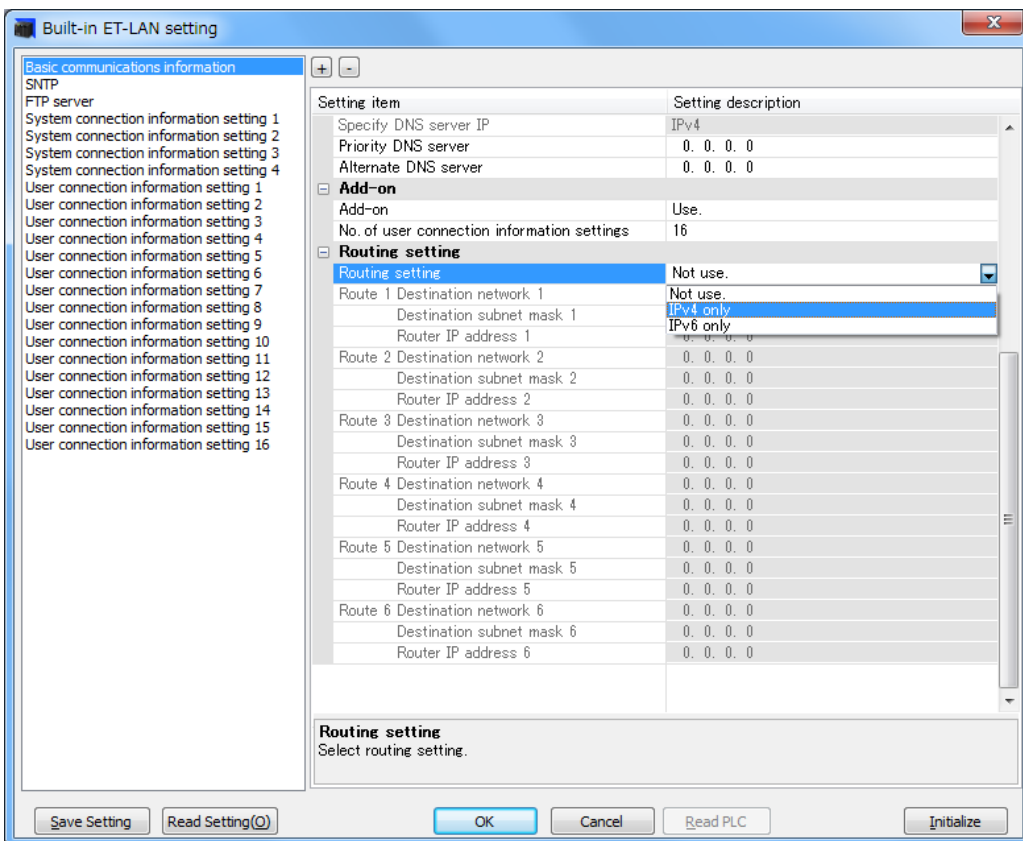 Built-in ET-LAN setting
Basic communications information
SNTP
FTP server
System connection information setting 1
System connection information setting 2
System connection information setting 3
System connection information setting 4
User connection information setting 1
User connection information setting 2
User connection information setting 3
User connection information setting 4
User connection information setting 5
User connection information setting 6
User connection information setting 7
User connection information setting 8
User connection information setting 9
User connection information setting 10
User connection information setting 11
User connection information setting 12
User connection information setting 13
User connection information setting 14
User connection information setting 15
User connection information setting 16
Setting item Setting description
Specify DNS server IP IPv4
Priority DNS server 0. 0. 0. 0
Alternate DNS server 0. 0. 0. 0
Add-on
Add-on Use.
No. of user connection information settings 16
Routing setting
Routing setting Not use.
Route 1 Destination network 1 Not use.
Destination subnet mask 1 IPv4 only
IPv6 only
Router IP address 1 0. 0. 0. 0
Route 2 Destination network 2 0. 0. 0. 0
Destination subnet mask 2 0. 0. 0. 0
Router IP address 2 0. 0. 0. 0
Route 3 Destination network 3 0. 0. 0. 0
Destination subnet mask 3 0. 0. 0. 0
Router IP address 3 0. 0. 0. 0
Route 4 Destination network 4 0. 0. 0. 0
Destination subnet mask 4 0. 0. 0. 0
Router IP address 4 0. 0. 0. 0
Route 5 Destination network 5 0. 0. 0. 0
Destination subnet mask 5 0. 0. 0. 0
Router IP address 5 0. 0. 0. 0
Route 6 Destination network 6 0. 0. 0. 0
Destination subnet mask 6 0. 0. 0. 0
Router IP address 6 0. 0. 0. 0
Routing setting
Select routing setting.
Save Setting Read Setting(O) OK Cancel Read PLC Initialize